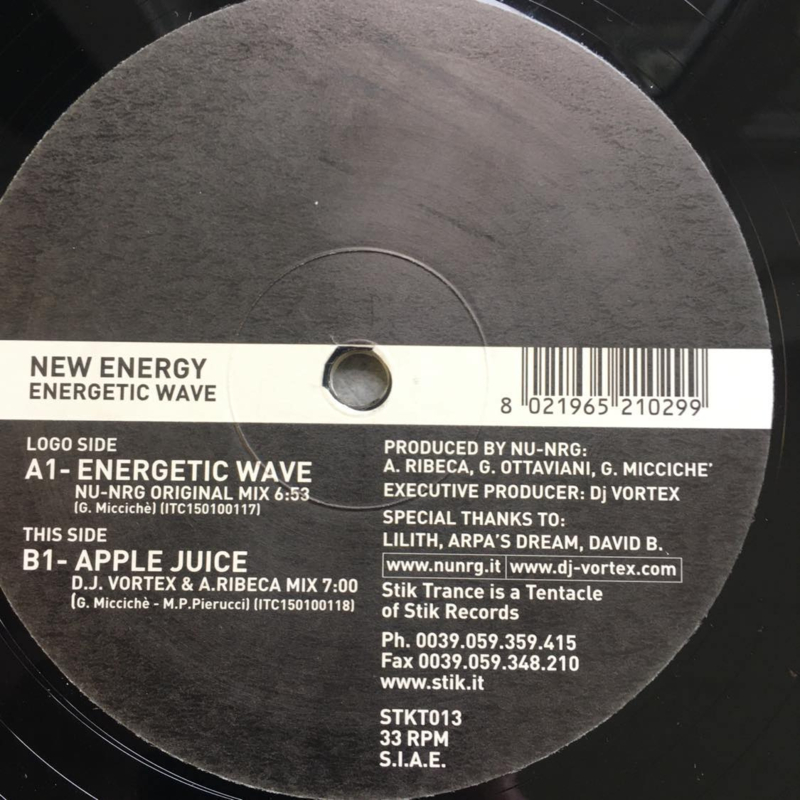 NEW ENERGY
ENERGETIC WAVE
8 021965 210299
LOGO SIDE
A1- ENERGETIC WAVE
NU-NRG ORIGINAL MIX 6:53
(G. Miccichè) (ITC150100117)
THIS SIDE
B1- APPLE JUICE
D.J. VORTEX & A.RIBECA MIX 7:00
(G. Miccichè - M.P.Pierucci) (ITC150100118)
PRODUCED BY NU-NRG:
A. RIBECA, G. OTTAVIANI, G. MICCICHE'
EXECUTIVE PRODUCER: Dj VORTEX
SPECIAL THANKS TO:
LILITH, ARPA'S DREAM, DAVID B.
www.nunrg.it www.dj-vortex.com
Stik Trance is a Tentacle
of Stik Records
Ph. 0039.059.359.415
Fax 0039.059.348.210
www.stik.it
STKT013
33 RPM
S.I.A.E.